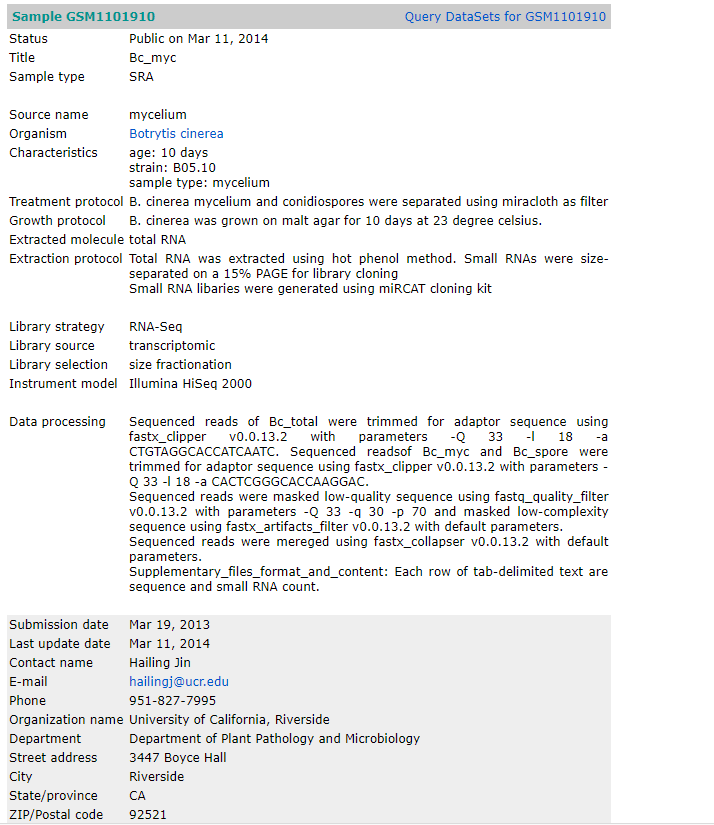 Sample GSM1101910 Query DataSets for GSM1101910
Status Public on Mar 11, 2014
Title Bc_myc
Sample type SRA
Source name mycelium
Organism Botrytis cinerea
Characteristics age: 10 days
strain: B05.10
sample type: mycelium
Treatment protocol B. cinerea mycelium and conidiospores were separated using miracloth as filter
Growth protocol B. cinerea was grown on malt agar for 10 days at 23 degree celsius.
Extracted molecule total RNA
Extraction protocol Total RNA was extracted using hot phenol method. Small RNAs were size-
separated on a 15% PAGE for library cloning
Small RNA libaries were generated using miRCAT cloning kit
Library strategy RNA-Seq
Library source transcriptomic
Library selection size fractionation
Instrument model Illumina HiSeq 2000
Data processing Sequenced reads of Bc_total were trimmed for adaptor sequence using
fastx_clipper v0.0.13.2 with parameters -Q 33 -l 18 -a
CTGTAGGCACCATCAATC. Sequenced readsof Bc_myc and Bc_spore were
trimmed for adaptor sequence using fastx_clipper v0.0.13.2 with parameters -
Q 33 -l 18 -a CACTCGGGCACCAAGGAC.
Sequenced reads were masked low-quality sequence using fastq_quality_filter
v0.0.13.2 with parameters -Q 33 -q 30 -p 70 and masked low-complexity
sequence using fastx_artifacts_filter v0.0.13.2 with default parameters.
Sequenced reads were mereged using fastx_collapser v0.0.13.2 with default
parameters.
Supplementary_files_format_and_content: Each row of tab-delimited text are
sequence and small RNA count.
Submission date Mar 19, 2013
Last update date Mar 11, 2014
Contact name Hailing Jin
E-mail hailingj@ucr.edu
Phone 951-827-7995
Organization name University of California, Riverside
Department Department of Plant Pathology and Microbiology
Street address 3447 Boyce Hall
City Riverside
State/province CA
ZIP/Postal code 92521